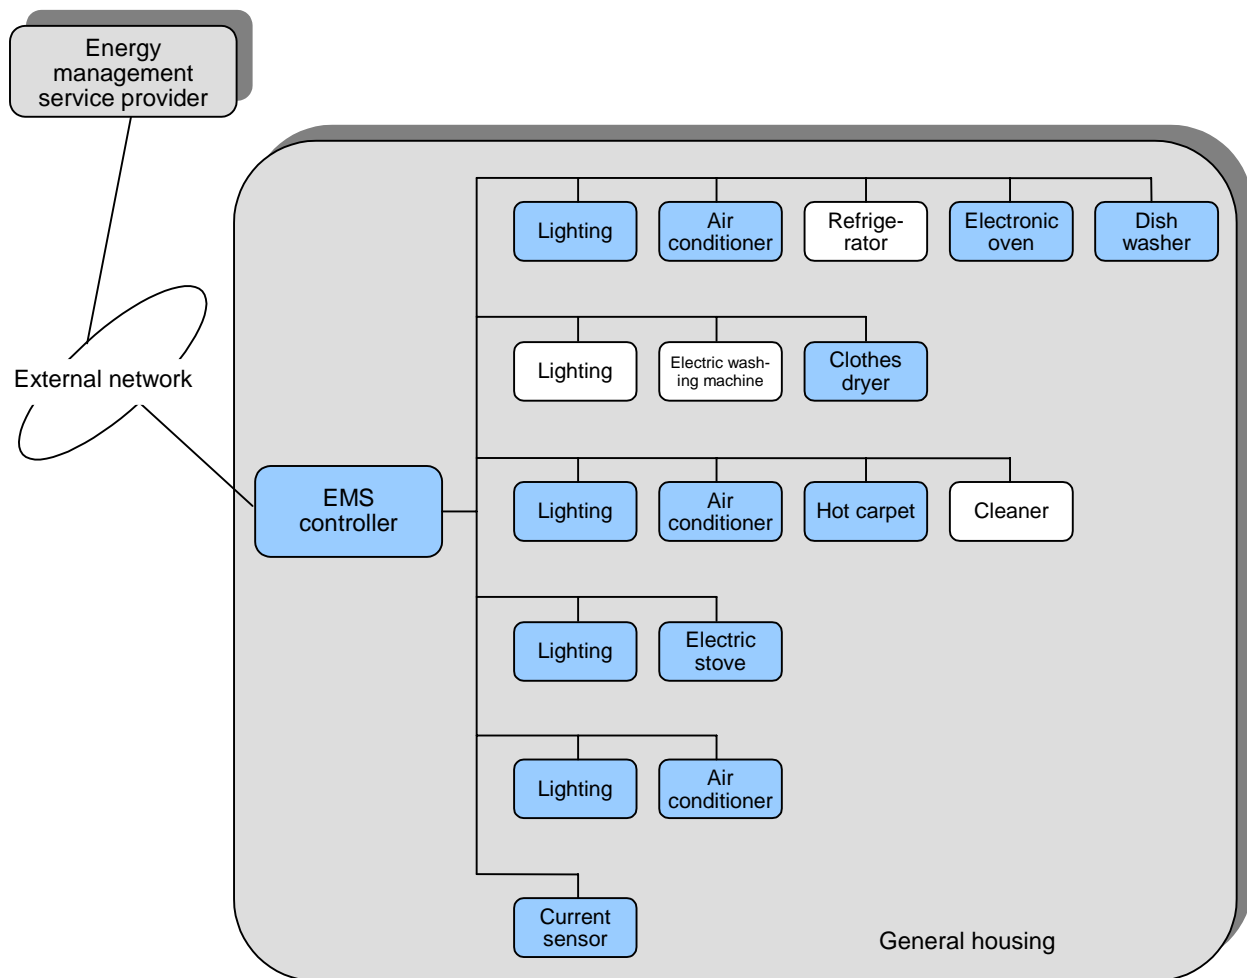 Energy
management
service provider
Lighting
Air
conditioner
Refrige-
rator
Electronic
oven
Dish
washer
Lighting
Electric wash-
ing machine
Clothes
dryer
External network
EMS
controller
Lighting
Air
conditioner
Hot carpet
Cleaner
Lighting
Electric
stove
Lighting
Air
conditioner
Current
sensor
General housing